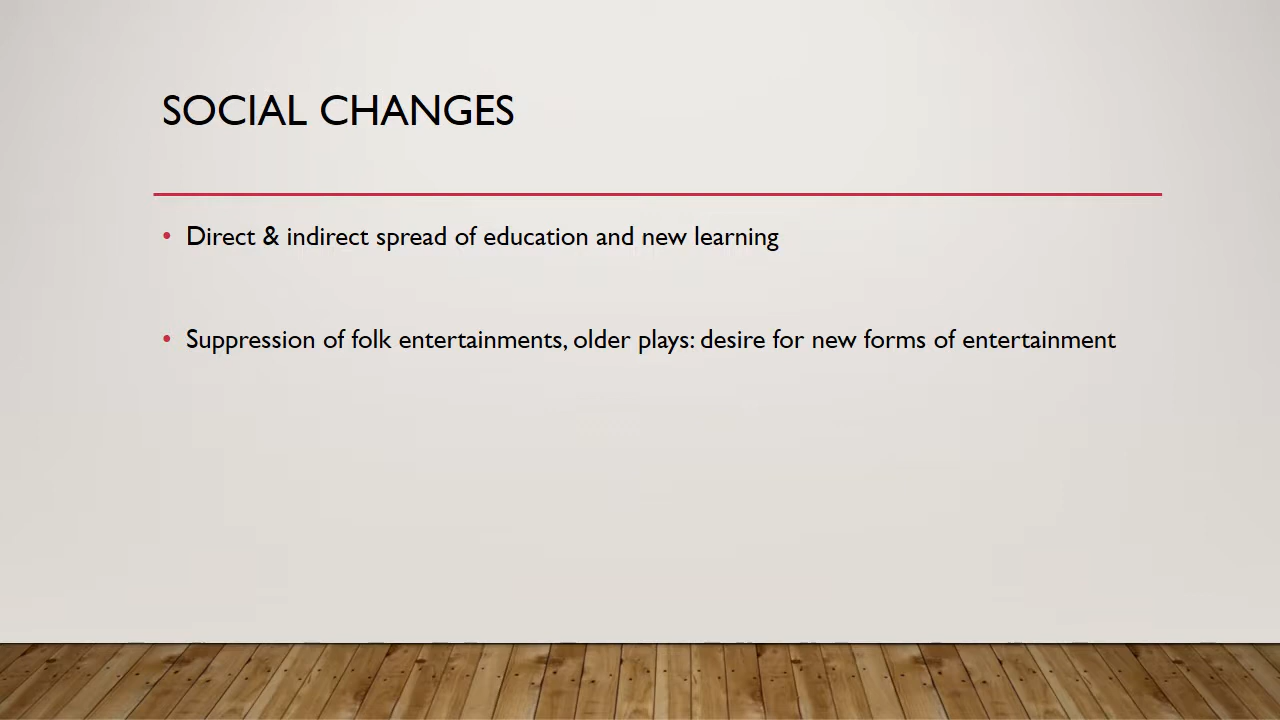 SOCIAL CHANGES
• Direct & indirect spread of education and new learning
• Suppression of folk entertainments, older plays: desire for new forms of entertainment